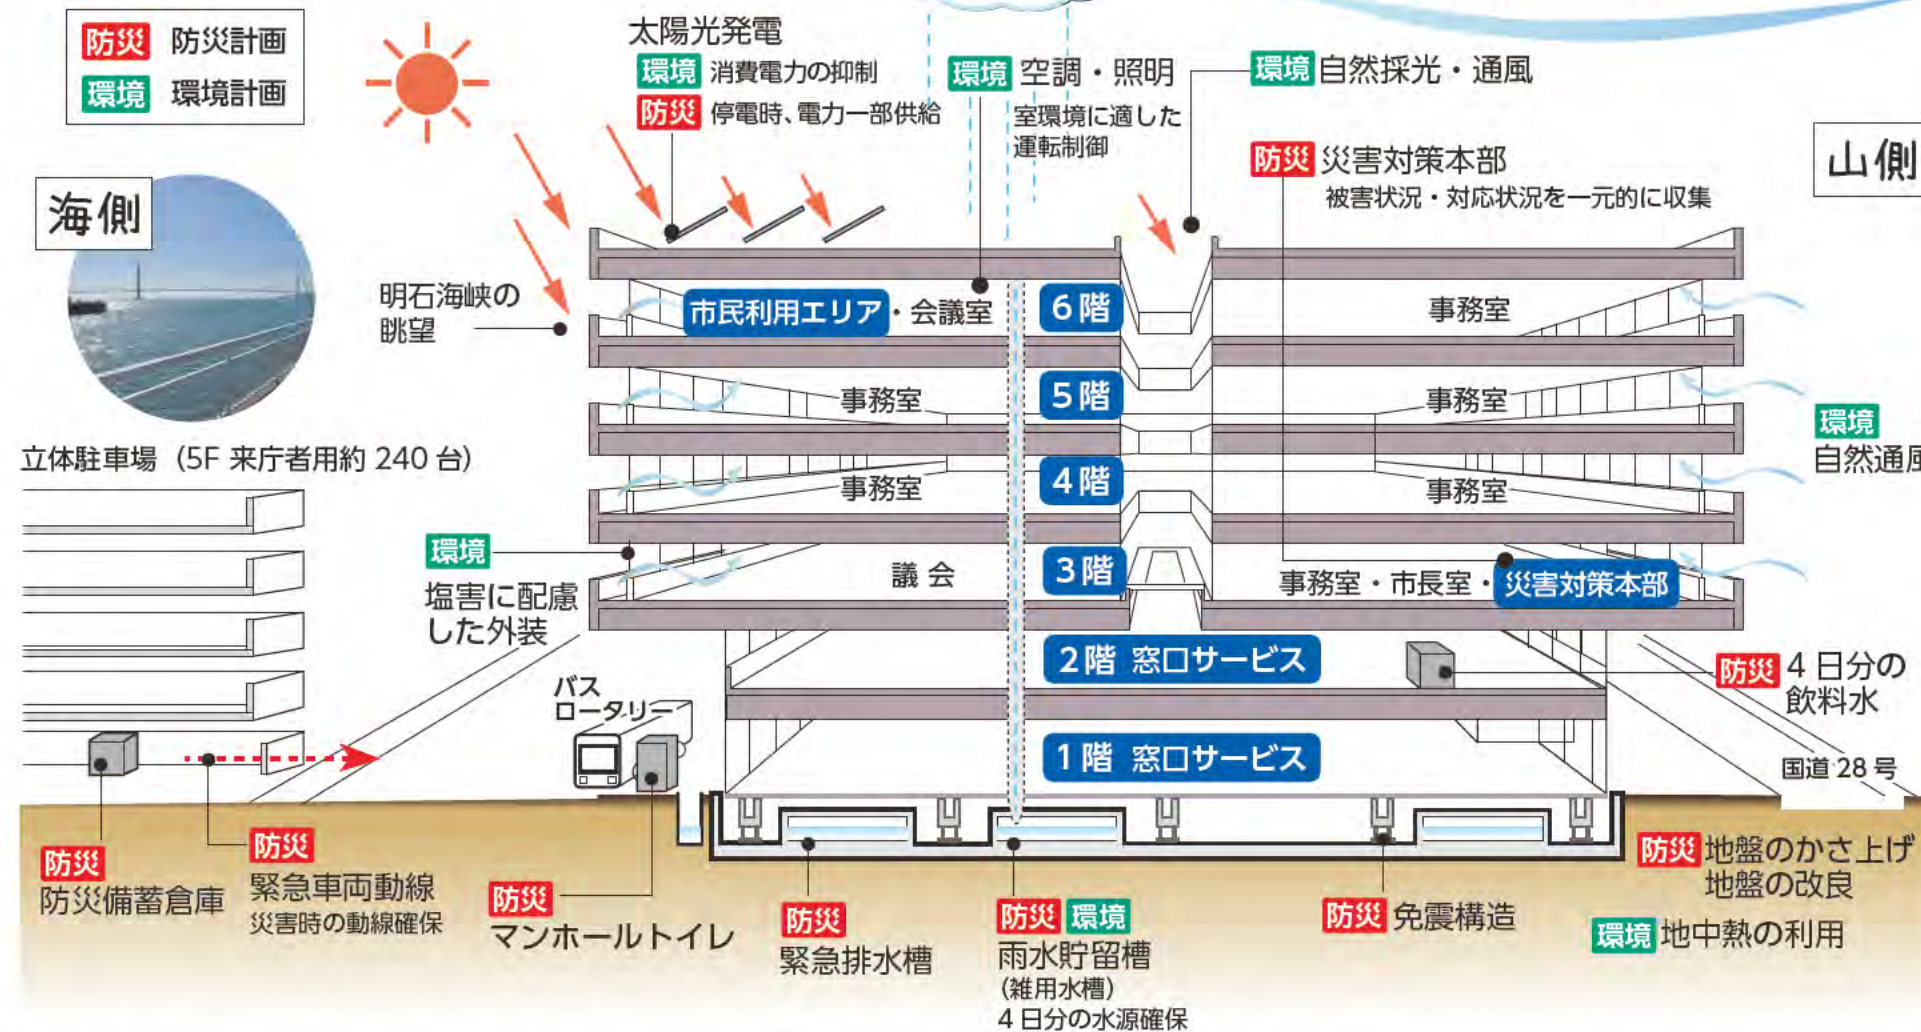 防災 防災計画
環境 環境計画
太陽光発電
環境 消費電力の抑制
防災 停電時、電力一部供給
環境 空調・照明
室環境に適した
運転制御
環境 自然採光・通風
防災 災害対策本部
被害状況・対応状況を一元的に収集
山側
海側
明石海峡の
眺望
市民利用エリア・会議室
6階
事務室
事務室
5階
事務室
環境
自然通風
立体駐車場（5F 来庁者用約 240 台）
事務室
4階
事務室
環境
塩害に配慮
した外装
議会
3階
事務室・市長室・災害対策本部
2階 窓口サービス
防災 4日分の
飲料水
バス
ロータリー
1階 窓口サービス
国道28号
防災
防災備蓄倉庫
防災
緊急車両動線
災害時の動線確保
防災
マンホールトイレ
防災
緊急排水槽
防災 環境
雨水貯留槽
（雑用水槽）
4日分の水源確保
防災 免震構造
防災 地盤のかさ上げ
地盤の改良
環境 地中熱の利用